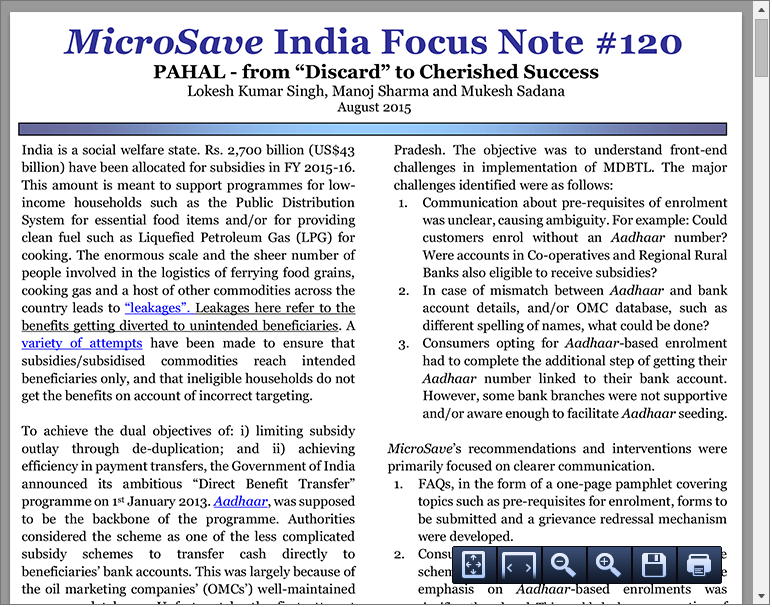 MicroSave India Focus Note #120
PAHAL - from “Discard” to Cherished Success
Lokesh Kumar Singh, Manoj Sharma and Mukesh Sadana
August 2015
India is a social welfare state. Rs. 2,700 billion (US$43
billion) have been allocated for subsidies in FY 2015-16.
This amount is meant to support programmes for low-
income households such as the Public Distribution
System for essential food items and/or for providing
clean fuel such as Liquefied Petroleum Gas (LPG) for
cooking. The enormous scale and the sheer number of
people involved in the logistics of ferrying food grains,
cooking gas and a host of other commodities across the
country leads to “leakages”. Leakages here refer to the
benefits getting diverted to unintended beneficiaries. A
variety of attempts have been made to ensure that
subsidies/subsidised commodities reach intended
beneficiaries only, and that ineligible households do not
get the benefits on account of incorrect targeting.
To achieve the dual objectives of: i) limiting subsidy
outlay through de-duplication; and ii) achieving
efficiency in payment transfers, the Government of India
announced its ambitious “Direct Benefit Transfer”
programme on 1st January 2013. Aadhaar, was supposed
to be the backbone of the programme. Authorities
considered the scheme as one of the less complicated
subsidy schemes to transfer cash directly to
beneficiaries’ bank accounts. This was largely because of
the oil marketing companies’ (OMCs’) well-maintained
Pradesh. The objective was to understand front-end
challenges in implementation of MDBTL. The major
challenges identified were as follows:
1. Communication about pre-requisites of enrolment
was unclear, causing ambiguity. For example: Could
customers enrol without an Aadhaar number?
Were accounts in Co-operatives and Regional Rural
Banks also eligible to receive subsidies?
2. In case of mismatch between Aadhaar and bank
account details, and/or OMC database, such as
different spelling of names, what could be done?
3. Consumers opting for Aadhaar-based enrolment
had to complete the additional step of getting their
Aadhaar number linked to their bank account.
However, some bank branches were not supportive
and/or aware enough to facilitate Aadhaar seeding.
MicroSave’s recommendations and interventions were
primarily focused on clearer communication.
1. FAQs, in the form of a one-page pamphlet covering
topics such as pre-requisites for enrolment, forms to
be submitted and a grievance redressal mechanism
were developed.
2.
emphasis on Aadhaar-based enrolments was